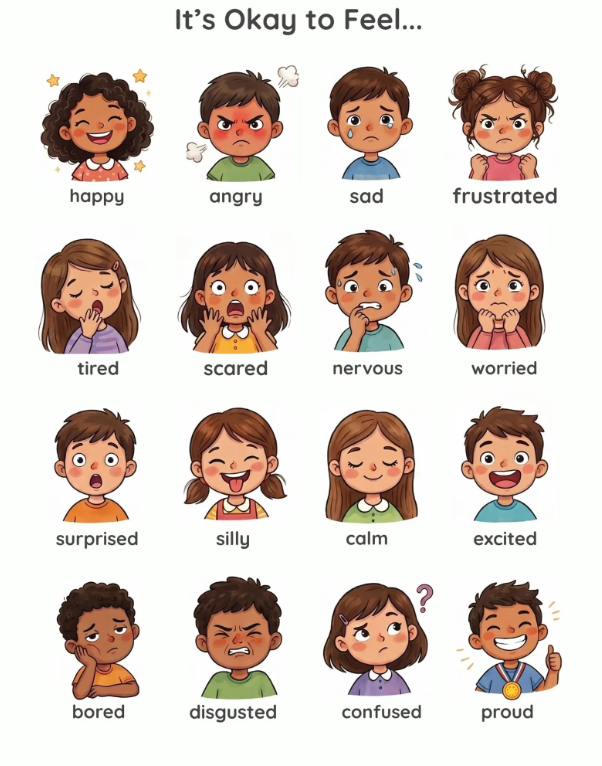 It's Okay to Feel...
happy angry sad frustrated
tired scared nervous worried
surprised silly calm excited
?
bored disgusted confused proud